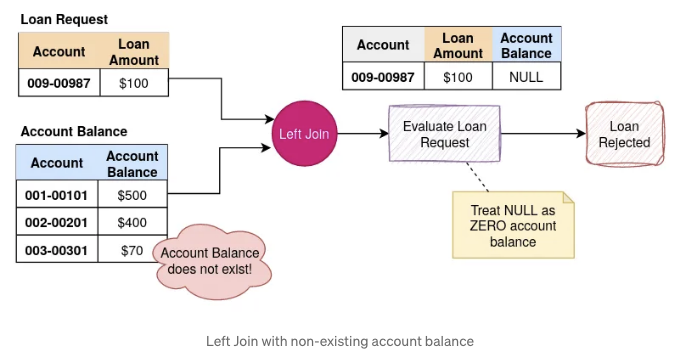 Loan Request
Account Loan Amount
009-00987 $100
Account Balance
Account Account Balance
001-00101 $500
002-00201 $400
003-00301 $70
Account Balance
does not exist!
Left Join
Account Loan Amount Account Balance
009-00987 $100 NULL
Evaluate Loan
Request
Treat NULL as
ZERO account
balance
Loan
Rejected
Left Join with non-existing account balance